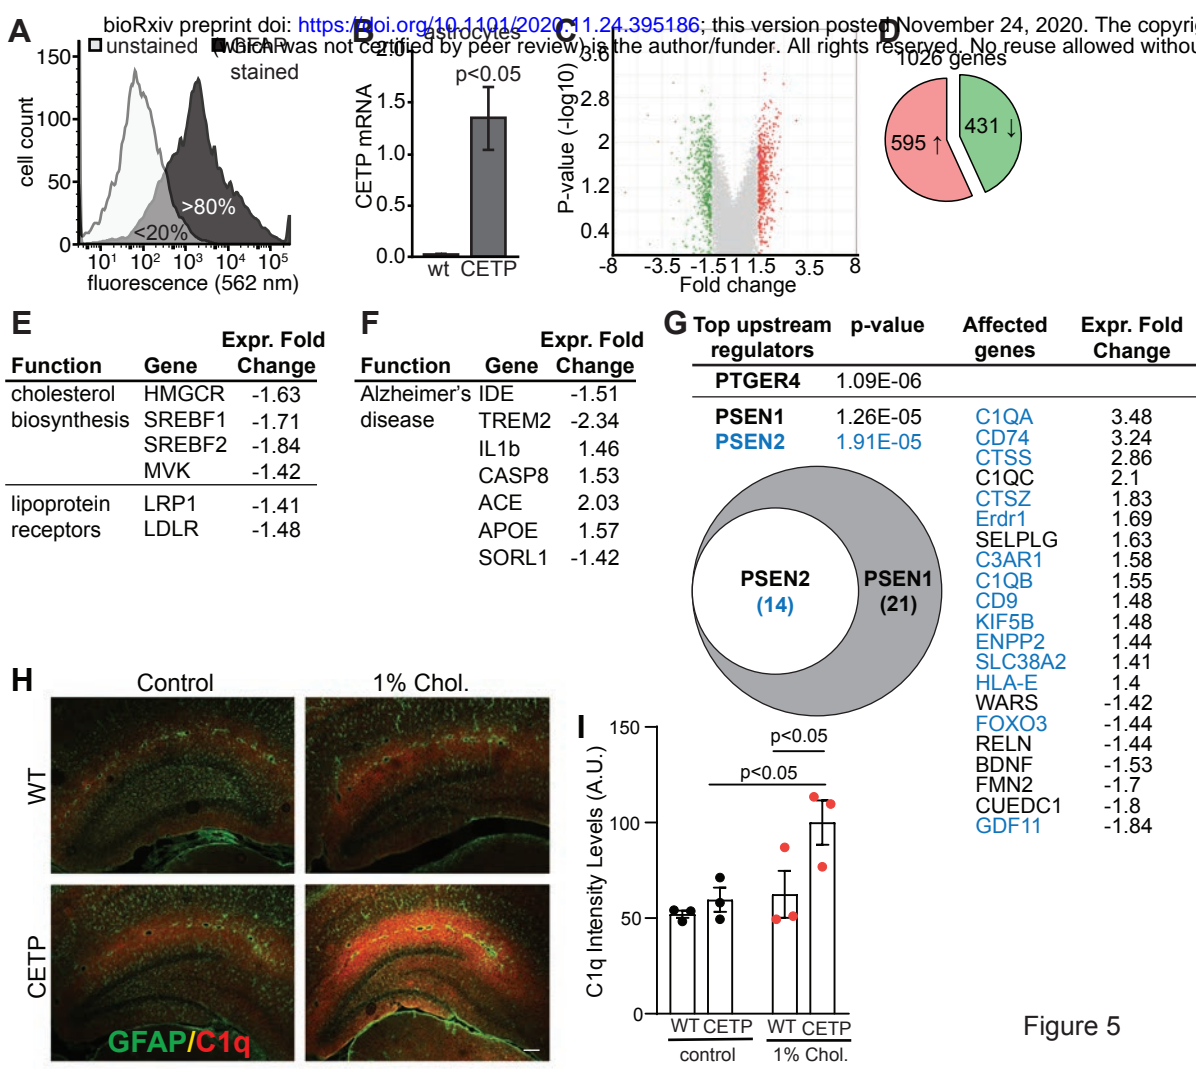 bioRxiv preprint doi: https://doi.org/10.1101/2020.11.24.395186; this version posted November 24, 2020. The copyri
(which was not certified by peer review) is the author/funder. All rights reserved. No reuse allowed withou
A
unstained
GFAP
stained
150
100
50
0
cell count
>80%
<20%
10¹ 10² 10³ 10⁴ 10⁵
fluorescence (562 nm)
B
astrocytes
p<0.05
2.0
1.5
1.0
0.5
0.0
CETP mRNA
wt CETP
C
3.6
2.8
2
1.2
0.4
P-value (-log10)
-8 -3.5 -1.5 1 1.5 3.5 8
Fold change
D
1026 genes
595 ↑
431 ↓
E
Expr. Fold
Function Gene Change
cholesterol HMGCR -1.63
biosynthesis SREBF1 -1.71
SREBF2 -1.84
MVK -1.42
lipoprotein LRP1 -1.41
receptors LDLR -1.48
F
Expr. Fold
Function Gene Change
Alzheimer's IDE -1.51
disease TREM2 -2.34
IL1b 1.46
CASP8 1.53
ACE 2.03
APOE 1.57
SORL1 -1.42
G
Top upstream p-value Affected Expr. Fold
regulators genes Change
PTGER4 1.09E-06
PSEN1 1.26E-05
PSEN2 1.91E-05
C1QA 3.48
CD74 3.24
CTSS 2.86
C1QC 2.1
CTSZ 1.83
Erdr1 1.69
SELPLG 1.63
C3AR1 1.58
C1QB 1.55
CD9 1.48
KIF5B 1.48
ENPP2 1.44
SLC38A2 1.41
HLA-E 1.4
WARS -1.42
FOXO3 -1.44
RELN -1.44
BDNF -1.53
FMN2 -1.7
CUEDC1 -1.8
GDF11 -1.84
PSEN2
(14)
PSEN1
(21)
H
Control 1% Chol.
WT
CETP
GFAP/C1q
I
150
100
50
0
C1q Intensity Levels (A.U.)
p<0.05
p<0.05
WT CETP WT CETP
control 1% Chol.
Figure 5